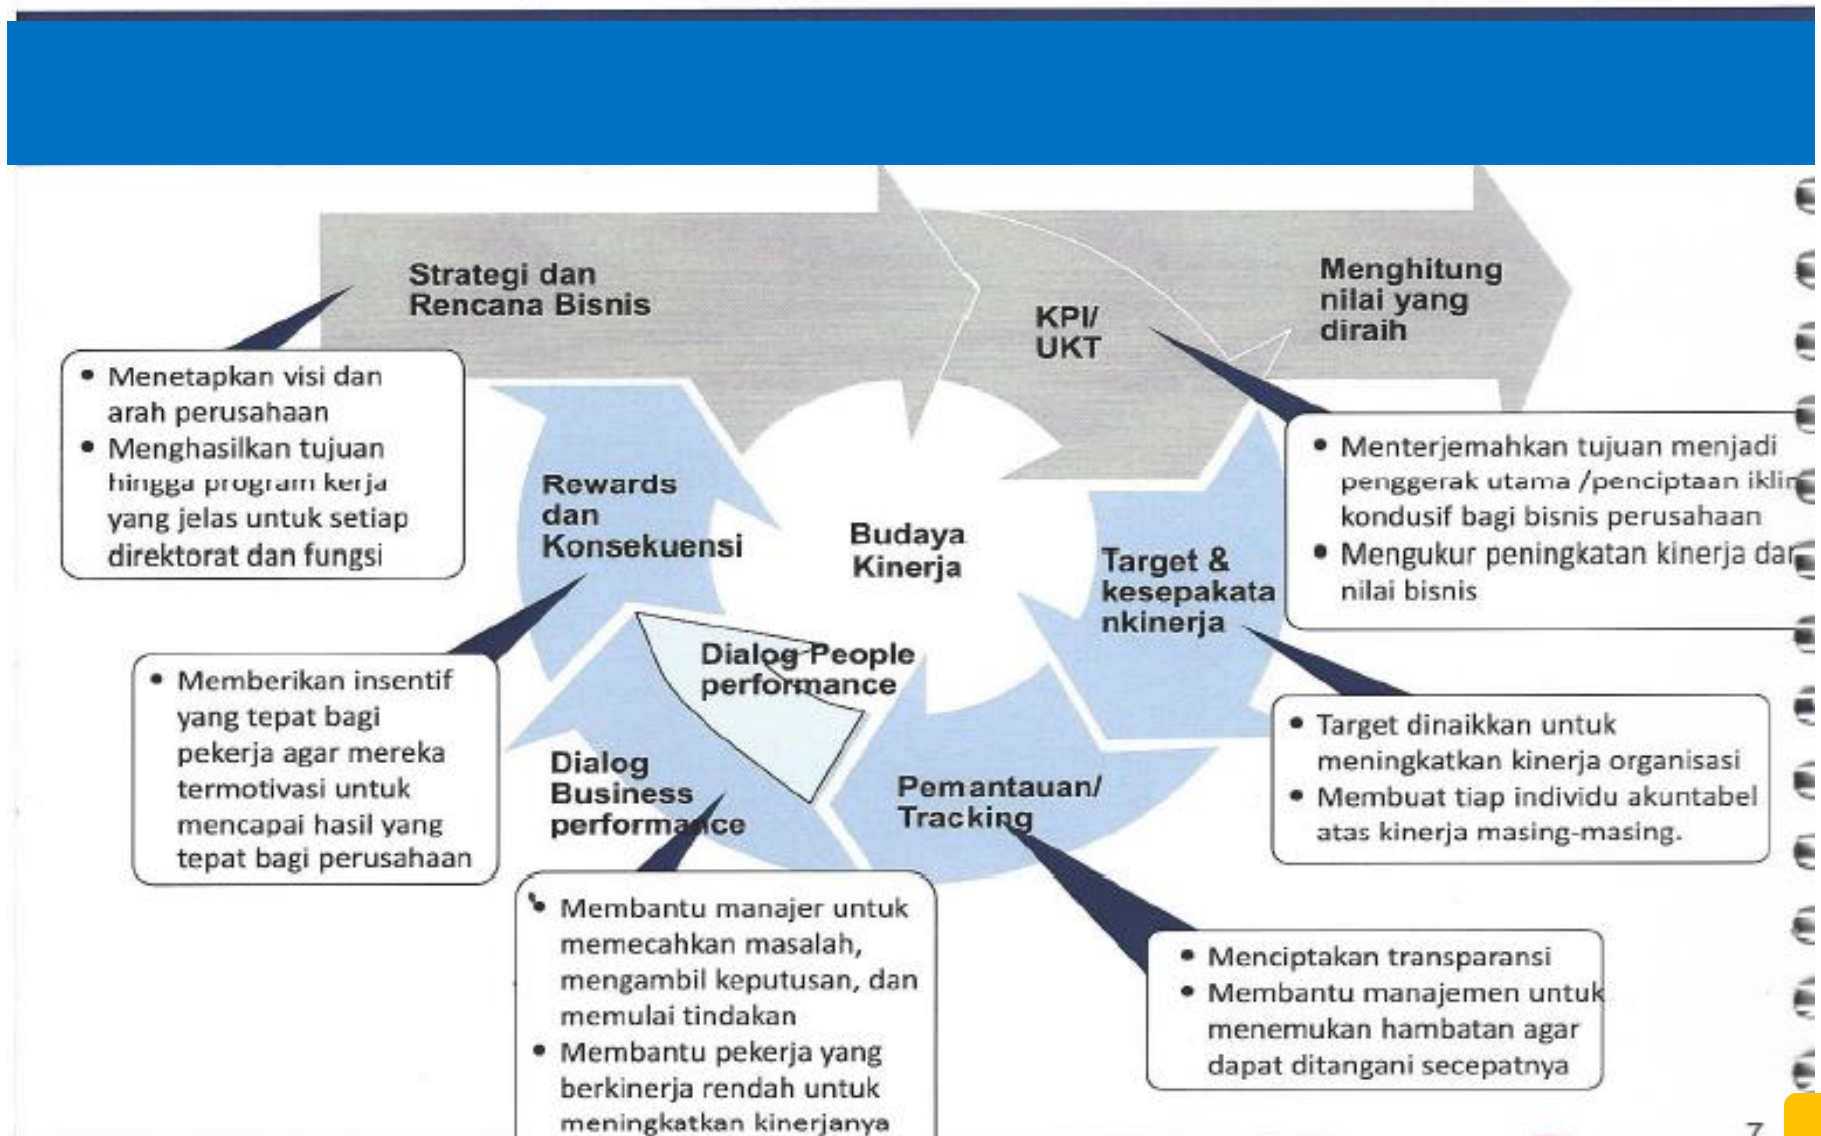 Strategi dan
Rencana Bisnis
KPI/
UKT
Menghitung
nilai yang
diraih
• Menetapkan visi dan
arah perusahaan
• Menghasilkan tujuan
hingga program kerja
yang jelas untuk setiap
direktorat dan fungsi
• Menterjemahkan tujuan menjadi
penggerak utama /penciptaan iklim
kondusif bagi bisnis perusahaan
• Mengukur peningkatan kinerja dan
nilai bisnis
Rewards
dan
Konsekuensi
Budaya
Kinerja
Target &
kesepakata
nkinerja
• Memberikan insentif
yang tepat bagi
pekerja agar mereka
termotivasi untuk
mencapai hasil yang
tepat bagi perusahaan
Dialog People
performance
Dialog
Business
performance
Pemantauan/
Tracking
• Target dinaikkan untuk
meningkatkan kinerja organisasi
• Membuat tiap individu akuntabel
atas kinerja masing-masing.
• Membantu manajer untuk
memecahkan masalah,
mengambil keputusan, dan
memulai tindakan
• Membantu pekerja yang
berkinerja rendah untuk
meningkatkan kinerjanya
• Menciptakan transparansi
• Membantu manajemen untuk
menemukan hambatan agar
dapat ditangani secepatnya
7